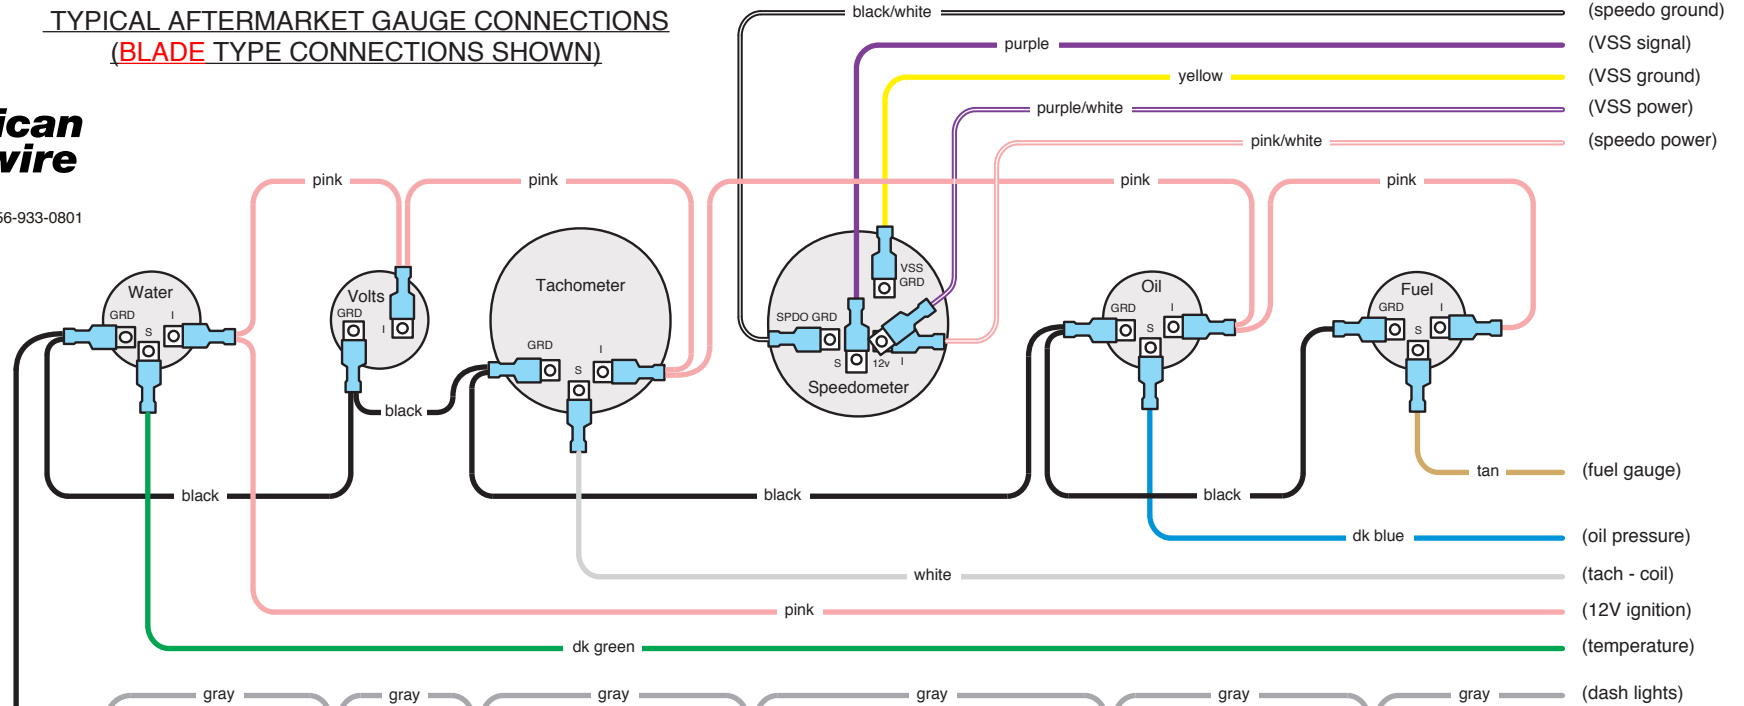 TYPICAL AFTERMARKET GAUGE CONNECTIONS
(BLADE TYPE CONNECTIONS SHOWN)
ican
wire
56-933-0801
black/white (speedo ground)
purple (VSS signal)
yellow (VSS ground)
purple/white (VSS power)
pink/white (speedo power)
pink pink pink pink
Water
GRD S I
Volts
GRD I
Tachometer
GRD S I
VSS
GRD
SPDO GRD
S 12v I
Speedometer
Oil
GRD S I
Fuel
GRD S I
black
tan (fuel gauge)
black black black
dk blue (oil pressure)
white (tach - coil)
pink (12V ignition)
dk green (temperature)
gray gray gray gray gray gray (dash lights)